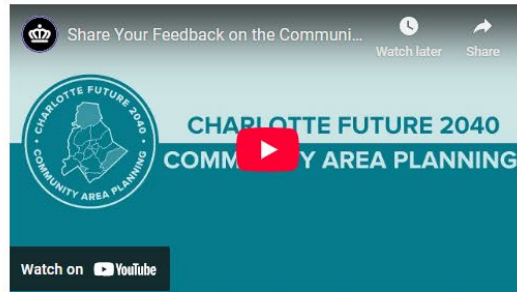 Share Your Feedback on the Communi...
Watch later
Share
CHARLOTTE FUTURE 2040
COMMUNITY AREA PLANNING
CHARLOTTE FUTURE 2040
COMM Y AREA PLANNING
Watch on YouTube